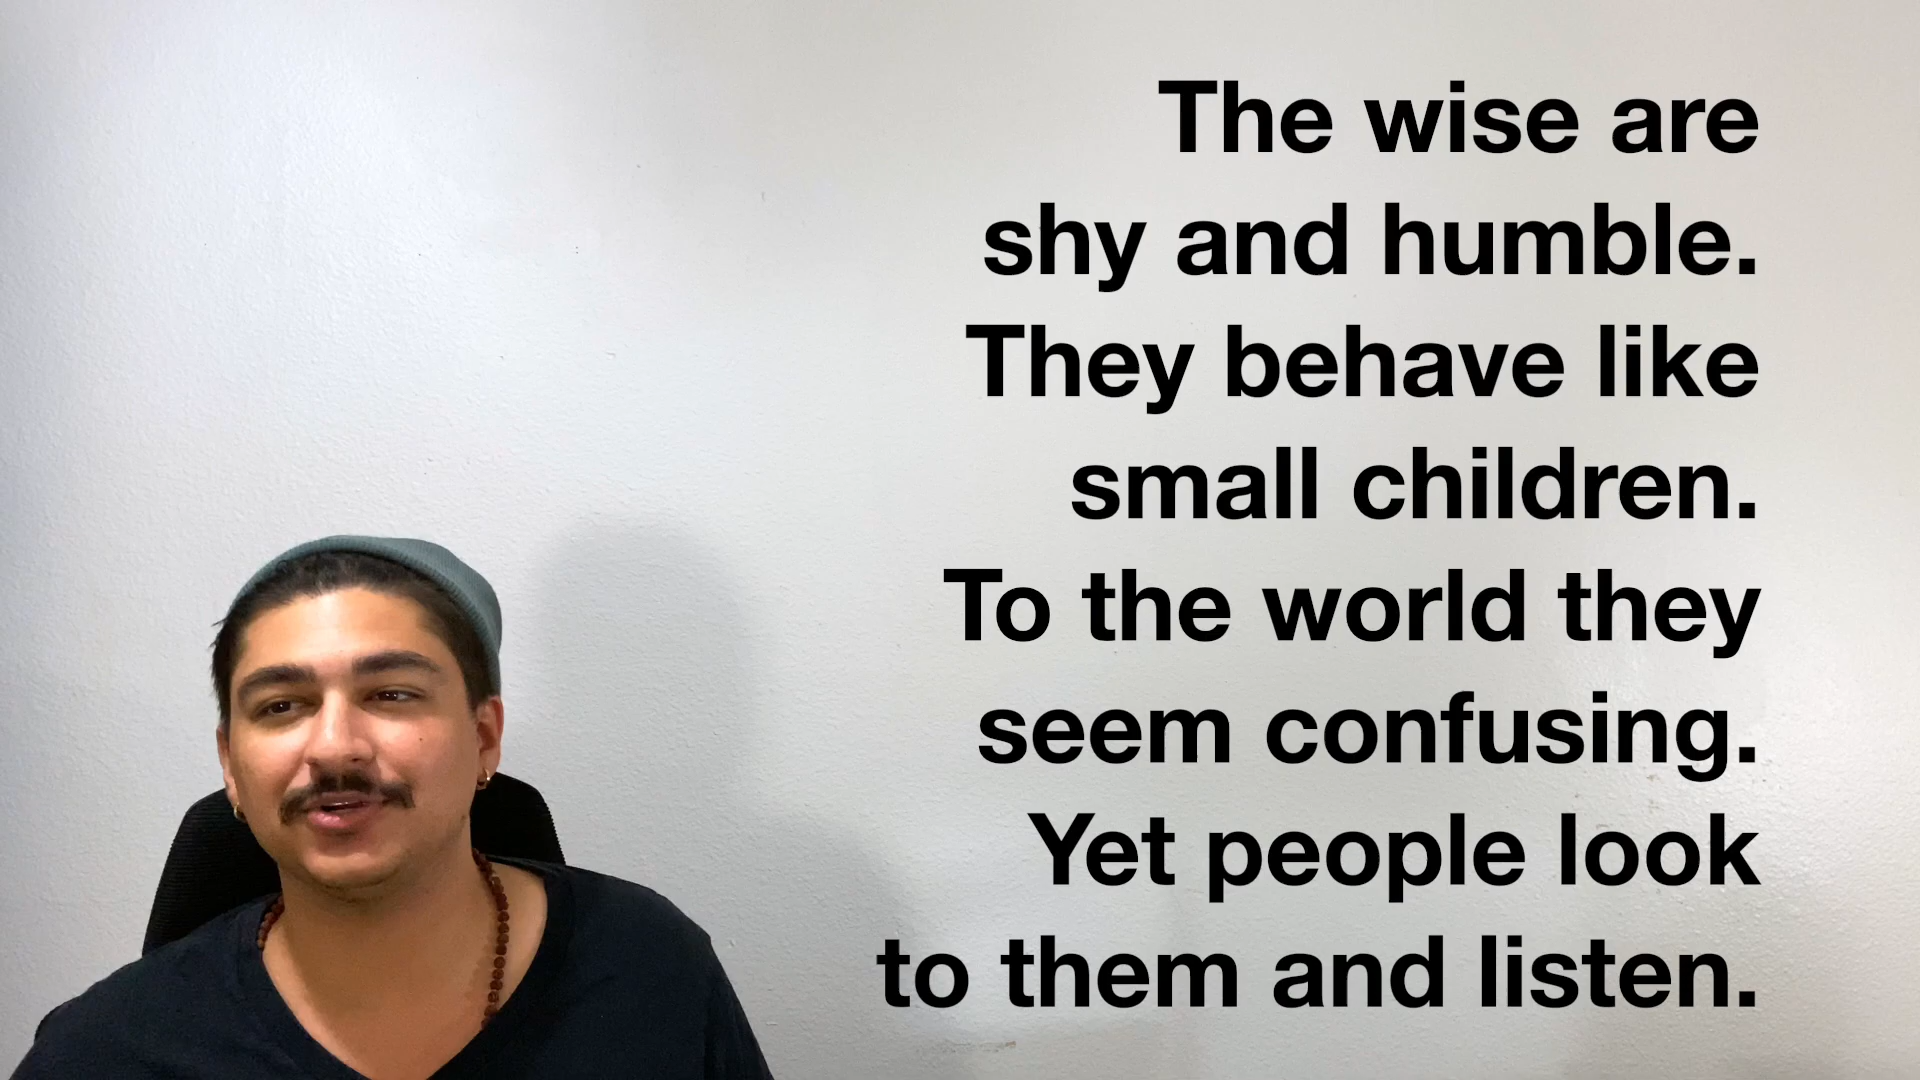 The wise are
shy and humble.
They behave like
small children.
To the world they
seem confusing.
Yet people look
to them and listen.